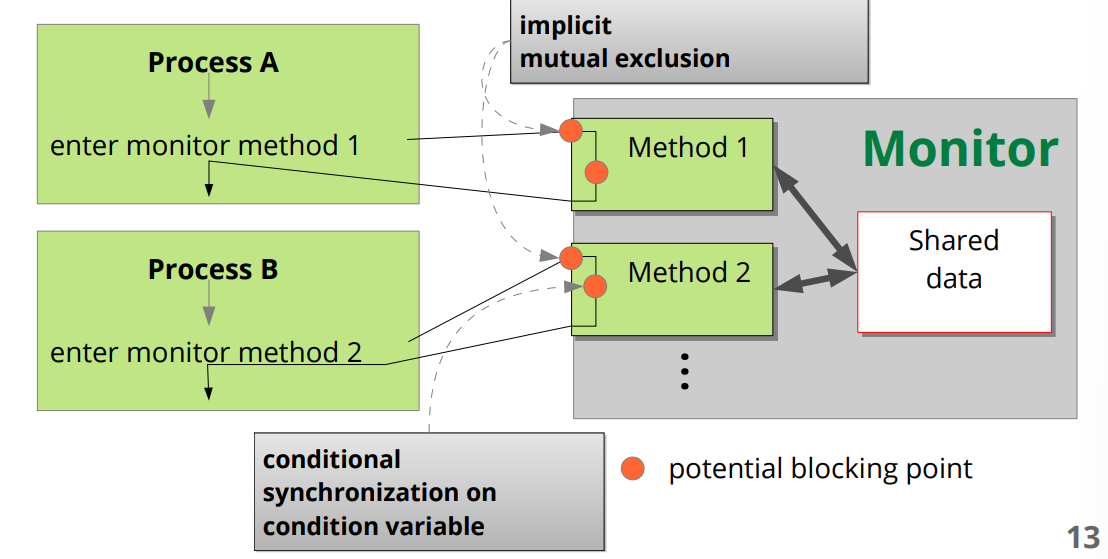 implicit
mutual exclusion
Process A
enter monitor method 1
Method 1
Monitor
Shared
data
Process B
enter monitor method 2
Method 2
conditional
synchronization on
condition variable
potential blocking point
13